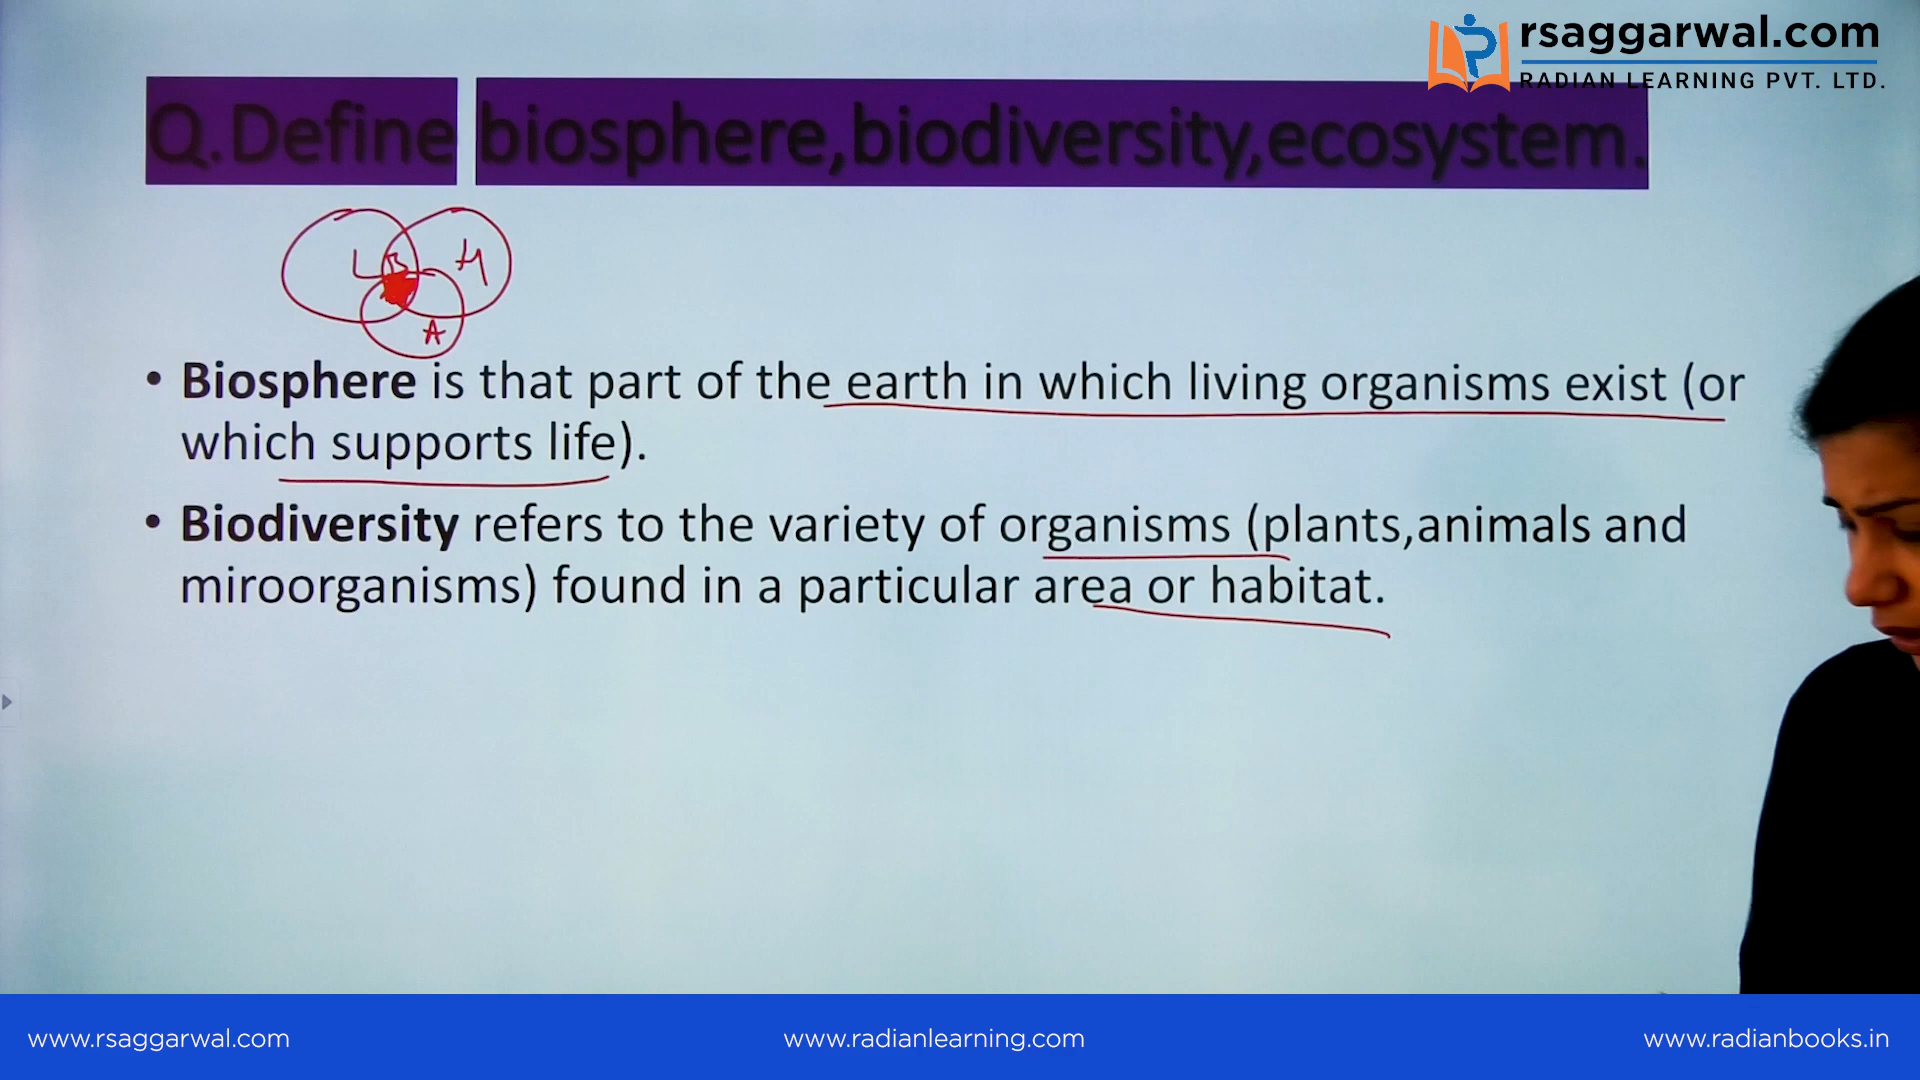 rsaggarwal.com
RADIAN LEARNING PVT. LTD.
Q.Define biosphere,biodiversity,ecosystem.
L B H
A
• Biosphere is that part of the earth in which living organisms exist (or
which supports life).
• Biodiversity refers to the variety of organisms (plants,animals and
miroorganisms) found in a particular area or habitat.
www.rsaggarwal.com
www.radianlearning.com
www.radianbooks.in